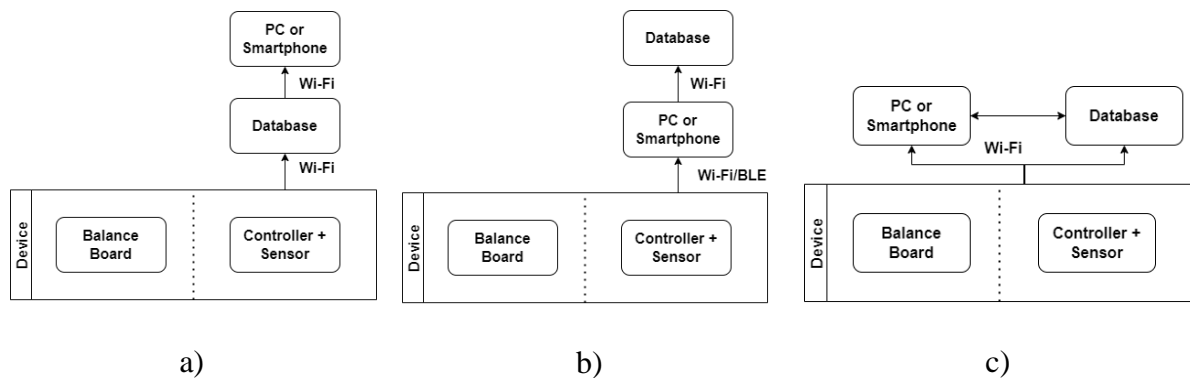 PC or
Smartphone
Wi-Fi
Database
Wi-Fi
Device
Balance
Board
Controller +
Sensor
a)
Database
Wi-Fi
PC or
Smartphone
Wi-Fi/BLE
Device
Balance
Board
Controller +
Sensor
b)
PC or
Smartphone
Database
Wi-Fi
Device
Balance
Board
Controller +
Sensor
c)